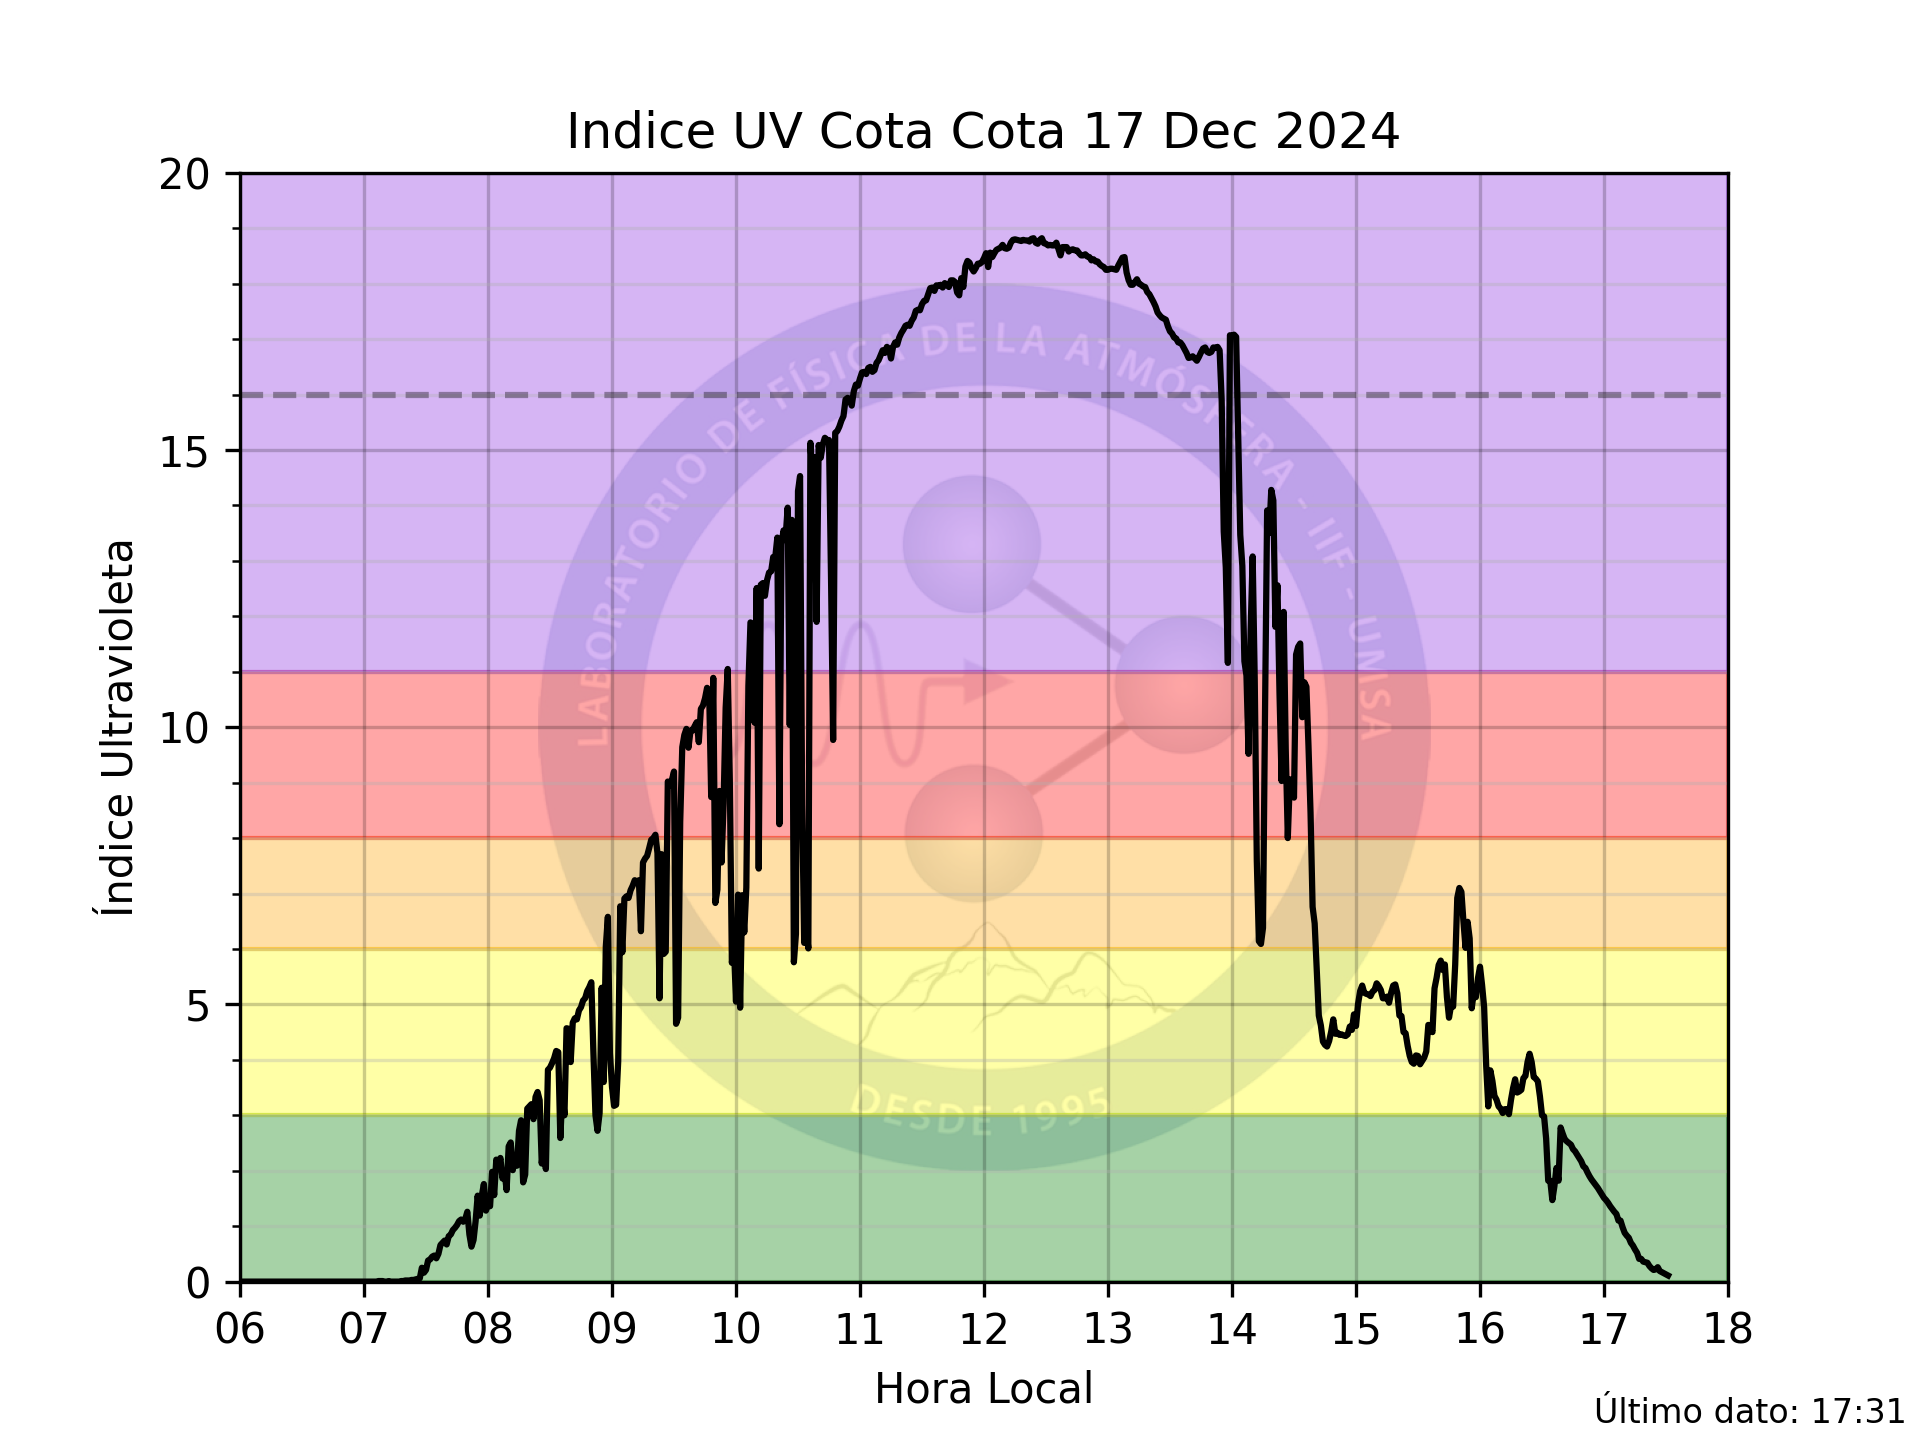 Indice UV Cota Cota 17 Dec 2024
20
15
10
5
0
Índice Ultravioleta
LABORATORIO DE FÍSICA DE LA ATMÓSFERA - IIF - UMSA
DESDE 1995
06 07 08 09 10 11 12 13 14 15 16 17 18
Hora Local
Último dato: 17:31